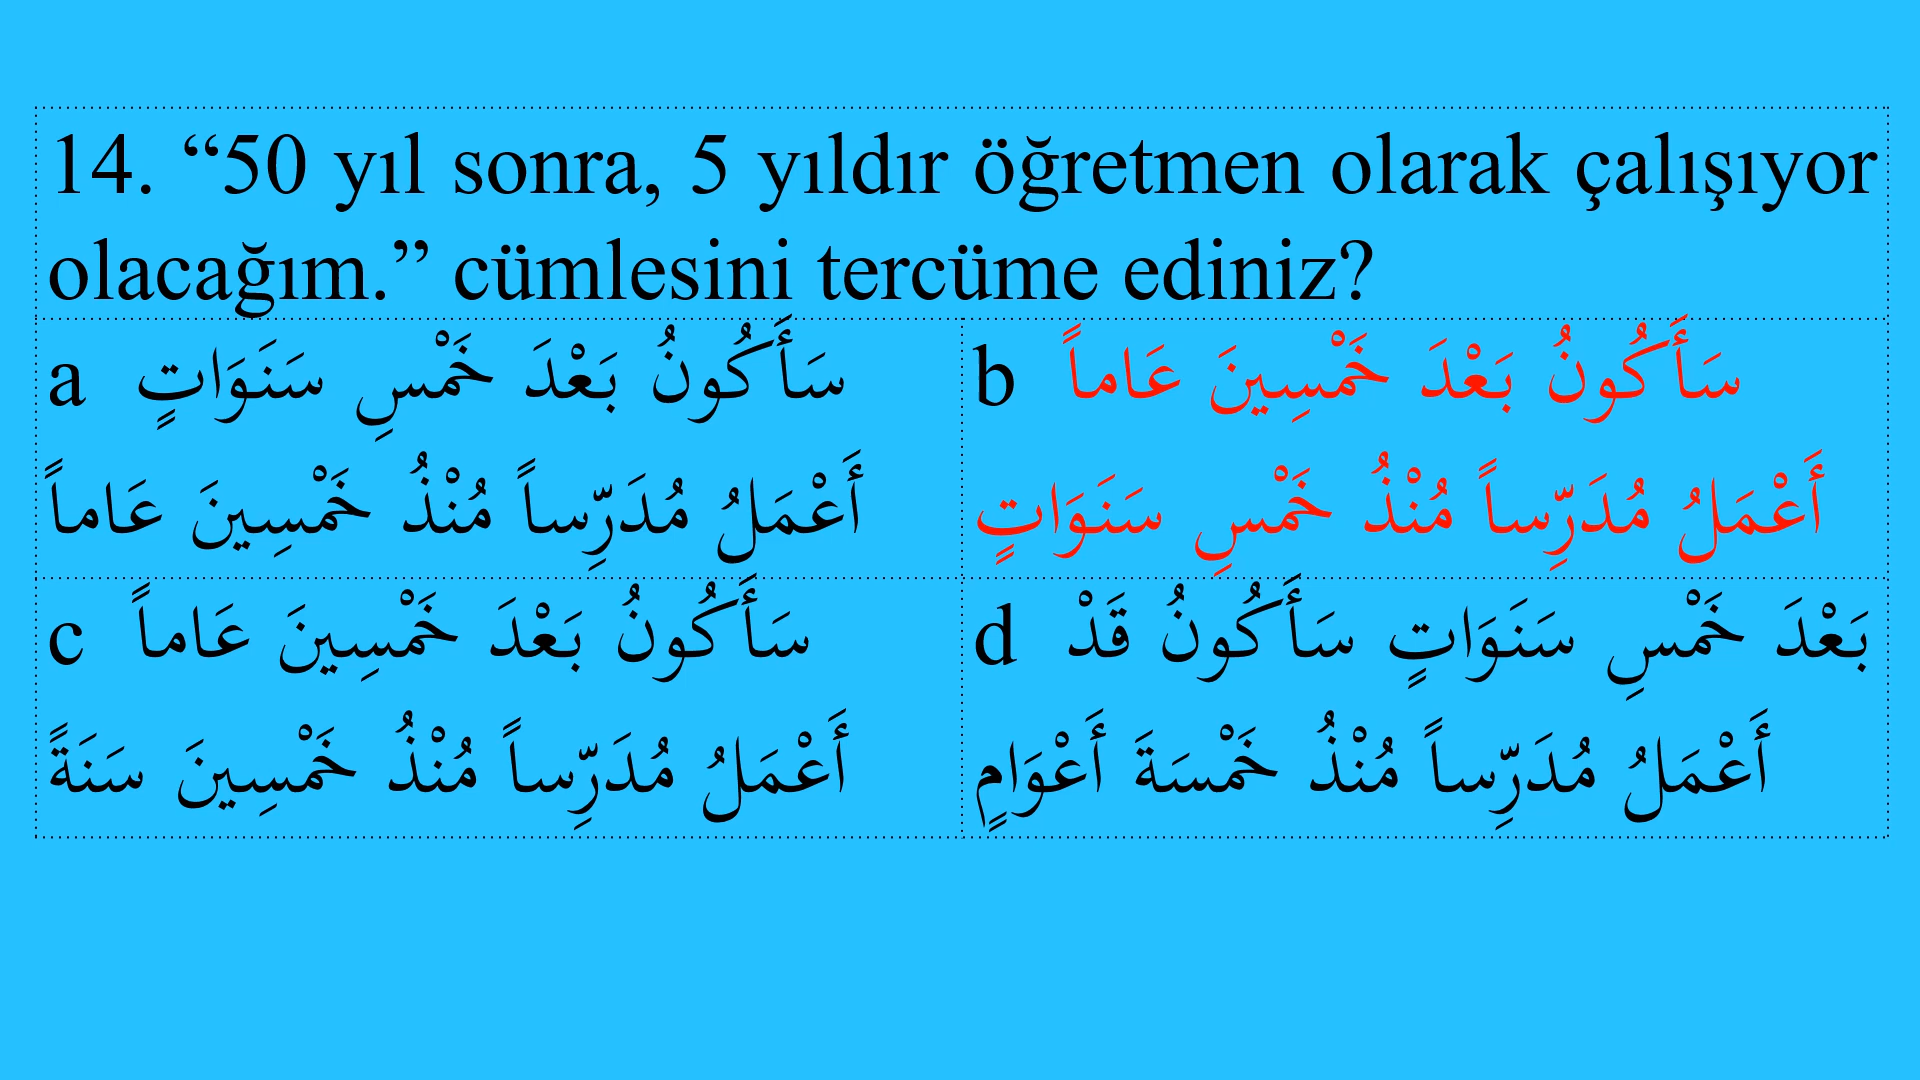 14. “50 yıl sonra, 5 yıldır öğretmen olarak çalışıyor
olacağım.” cümlesini tercüme ediniz?
a سَأَكُونُ بَعْدَ خَمْسِ سَنَوَاتٍ
أَعْمَلُ مُدَرِّساً مُنْذُ خَمْسِينَ عَاماً
b سَأَكُونُ بَعْدَ خَمْسِينَ عَاماً
أَعْمَلُ مُدَرِّساً مُنْذُ خَمْسِ سَنَوَاتٍ
c سَأَكُونُ بَعْدَ خَمْسِينَ عَاماً
أَعْمَلُ مُدَرِّساً مُنْذُ خَمْسِينَ سَنَةً
d بَعْدَ خَمْسِ سَنَوَاتٍ سَأَكُونُ قَدْ
أَعْمَلُ مُدَرِّساً مُنْذُ خَمْسَةَ أَعْوَامٍ